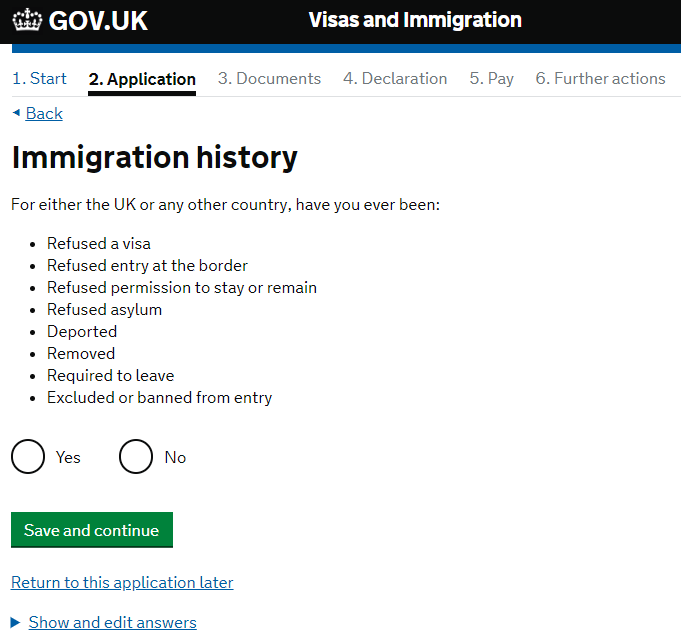 GOV.UK
Visas and Immigration
1. Start 2. Application 3. Documents 4. Declaration 5. Pay 6. Further actions
Back
Immigration history
For either the UK or any other country, have you ever been:
• Refused a visa
• Refused entry at the border
• Refused permission to stay or remain
• Refused asylum
• Deported
• Removed
• Required to leave
• Excluded or banned from entry
Yes No
Save and continue
Return to this application later
Show and edit answers